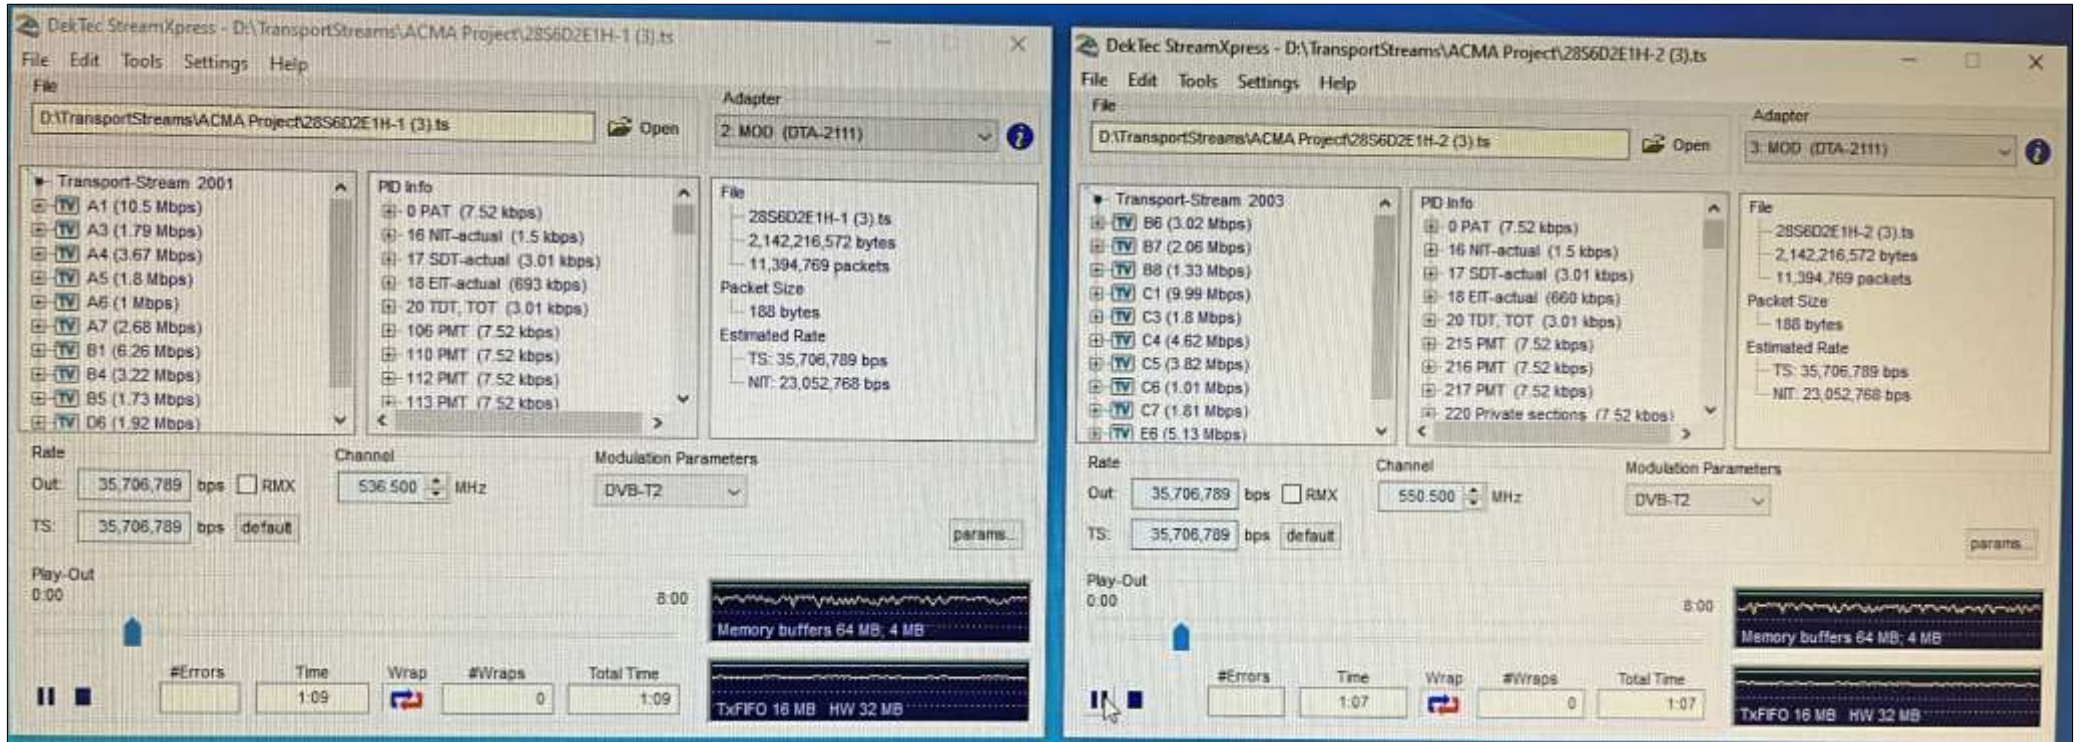 DekTec StreamXpress - D:\TransportStreams\ACMA Project\28S6D2E1H-1 (3).ts
File Edit Tools Settings Help
File
D:\TransportStreams\ACMA Project\28S6D2E1H-1 (3).ts
Open
Adapter
2: MOD (DTA-2111)
Transport-Stream 2001
TV A1 (10.5 Mbps)
TV A3 (1.79 Mbps)
TV A4 (3.67 Mbps)
TV A5 (1.8 Mbps)
TV A6 (1 Mbps)
TV A7 (2.68 Mbps)
TV B1 (6.26 Mbps)
TV B4 (3.22 Mbps)
TV B5 (1.73 Mbps)
TV D6 (1.92 Mbps)
PID Info
0 PAT (7.52 kbps)
16 NIT-actual (1.5 kbps)
17 SDT-actual (3.01 kbps)
18 EIT-actual (693 kbps)
20 TDT, TOT (3.01 kbps)
106 PMT (7.52 kbps)
110 PMT (7.52 kbps)
112 PMT (7.52 kbps)
113 PMT (7.52 kbps)
File
28S6D2E1H-1 (3).ts
2,142,216,572 bytes
11,394,769 packets
Packet Size
188 bytes
Estimated Rate
TS: 35,706,789 bps
NIT: 23,052,768 bps
Rate
Out: 35,706,789 bps RMX
TS: 35,706,789 bps default
Channel
536.500 MHz
Modulation Parameters
DVB-T2
params...
Play-Out
0:00
8:00
Memory buffers 64 MB; 4 MB
#Errors Time Wrap #Wraps Total Time
1:09 0 1:09
TxFIFO 16 MB HW 32 MB
DekTec StreamXpress - D:\TransportStreams\ACMA Project\28S6D2E1H-2 (3).ts
File Edit Tools Settings Help
File
D:\TransportStreams\ACMA Project\28S6D2E1H-2 (3).ts
Open
Adapter
3: MOD (DTA-2111)
Transport-Stream 2003
TV B6 (3.02 Mbps)
TV B7 (2.06 Mbps)
TV B8 (1.33 Mbps)
TV C1 (9.99 Mbps)
TV C3 (1.8 Mbps)
TV C4 (4.62 Mbps)
TV C5 (3.82 Mbps)
TV C6 (1.01 Mbps)
TV C7 (1.81 Mbps)
TV E6 (5.13 Mbps)
PID Info
0 PAT (7.52 kbps)
16 NIT-actual (1.5 kbps)
17 SDT-actual (3.01 kbps)
18 EIT-actual (660 kbps)
20 TDT, TOT (3.01 kbps)
215 PMT (7.52 kbps)
216 PMT (7.52 kbps)
217 PMT (7.52 kbps)
220 Private sections (7.52 kbps)
File
28S6D2E1H-2 (3).ts
2,142,216,572 bytes
11,394,769 packets
Packet Size
188 bytes
Estimated Rate
TS: 35,706,789 bps
NIT: 23,052,768 bps
Rate
Out: 35,706,789 bps RMX
TS: 35,706,789 bps default
Channel
550.500 MHz
Modulation Parameters
DVB-T2
params...
Play-Out
0:00
8:00
Memory buffers 64 MB; 4 MB
#Errors Time Wrap #Wraps Total Time
1:07 0 1:07
TxFIFO 16 MB HW 32 MB